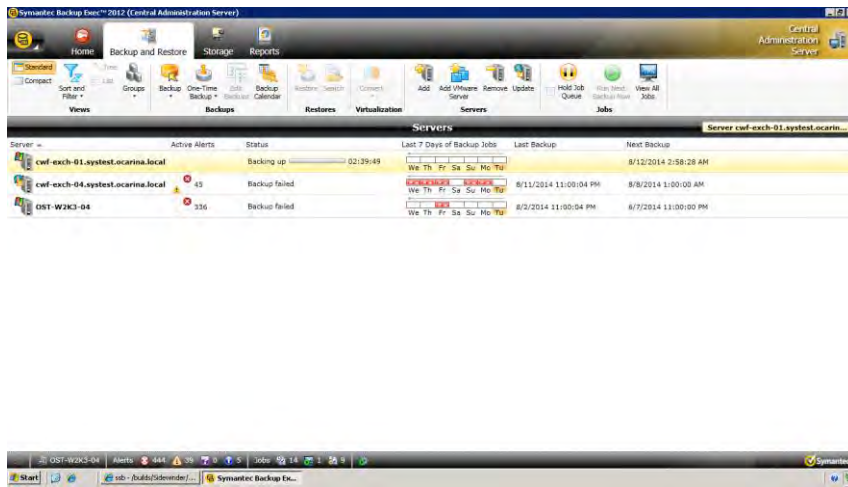 Symantec Backup Exec™ 2012 (Central Administration Server)
Home Backup and Restore Storage Reports
Central Administration Server
Standard
Compact
Sort and Filter
Tree
List
Groups
Backup
One-Time Backup
Edit Backups
Backup Calendar
Restore
Search
Connect
Add
Add VMware Server
Remove
Update
Hold Job Queue
Run Next Backup Now
View All Jobs
Views Backups Restores Virtualization Servers Jobs
Servers
Server cwf-exch-01.systest.ocarin...
Server Active Alerts Status Last 7 Days of Backup Jobs Last Backup Next Backup
cwf-exch-01.systest.ocarina.local Backing up 02:39:49 8/12/2014 2:58:28 AM
We Th Fr Sa Su Mo Tu
cwf-exch-04.systest.ocarina.local 45 Backup failed 8/11/2014 11:00:04 PM 8/8/2014 1:00:00 AM
We Th Fr Sa Su Mo Tu
OST-W2K3-04 336 Backup failed 8/2/2014 11:00:04 PM 6/7/2014 11:00:00 PM
We Th Fr Sa Su Mo Tu
OST-W2K3-04 Alerts 444 39 0 5 Jobs 14 1 9
Symantec
Start ssb - /builds/Sidewinder/... Symantec Backup Ex...